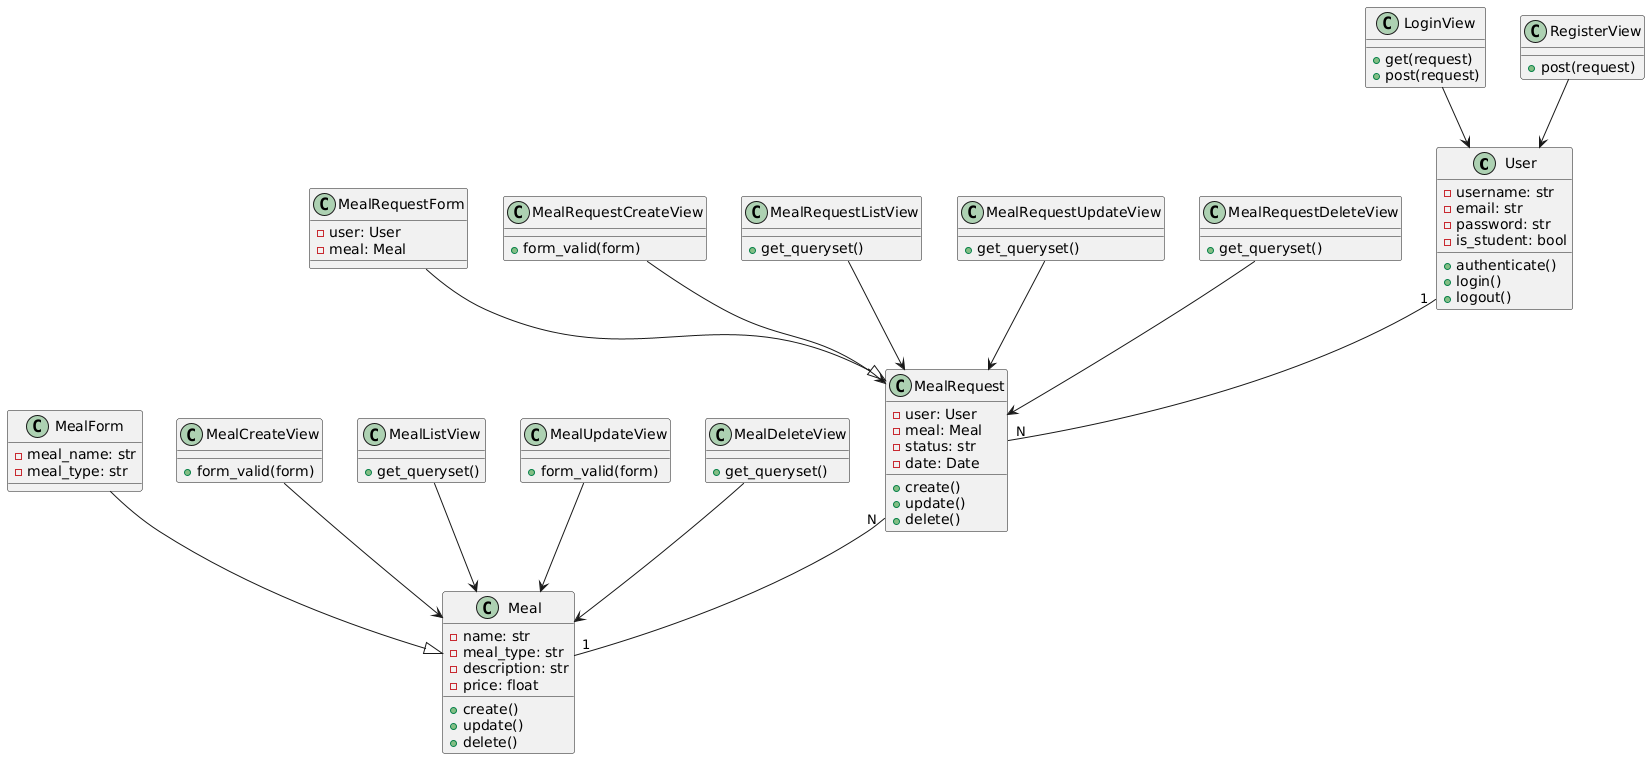 C LoginView
get(request)
post(request)
C RegisterView
post(request)
C User
username: str
email: str
password: str
is_student: bool
authenticate()
login()
logout()
C MealRequestForm
user: User
meal: Meal
C MealRequestCreateView
form_valid(form)
C MealRequestListView
get_queryset()
C MealRequestUpdateView
get_queryset()
C MealRequestDeleteView
get_queryset()
1
N
C MealRequest
user: User
meal: Meal
status: str
date: Date
create()
update()
delete()
C MealForm
meal_name: str
meal_type: str
C MealCreateView
form_valid(form)
C MealListView
get_queryset()
C MealUpdateView
form_valid(form)
C MealDeleteView
get_queryset()
N
1
C Meal
name: str
meal_type: str
description: str
price: float
create()
update()
delete()